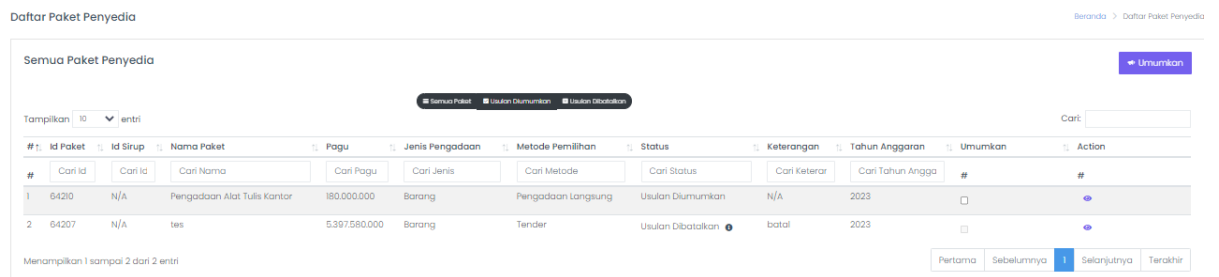 Daftar Paket Penyedia
Beranda > Daftar Paket Penyedia
Semua Paket Penyedia
Umumkan
Semua Paket Usulan Diumumkan Usulan Dibatalkan
Tampilkan 10 entri
Cari:
# Id Paket Id Sirup Nama Paket Pagu Jenis Pengadaan Metode Pemilihan Status Keterangan Tahun Anggaran Umumkan Action
# Cari Id Cari Id Cari Nama Cari Pagu Cari Jenis Cari Metode Cari Status Cari Keterar Cari Tahun Angga # #
1 64210 N/A Pengadaan Alat Tulis Kantor 180.000.000 Barang Pengadaan Langsung Usulan Diumumkan N/A 2023
2 64207 N/A tes 5.397.580.000 Barang Tender Usulan Dibatalkan batal 2023
Menampilkan 1 sampai 2 dari 2 entri
Pertama Sebelumnya 1 Selanjutnya Terakhir